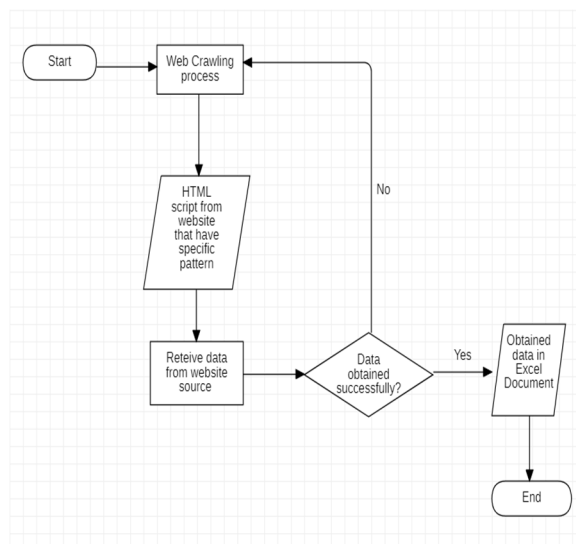 Start
Web Crawling
process
HTML
script from
website
that have
specific
pattern
No
Reteive data
from website
source
Data
obtained
successfully?
Yes
Obtained
data in
Excel
Document
End